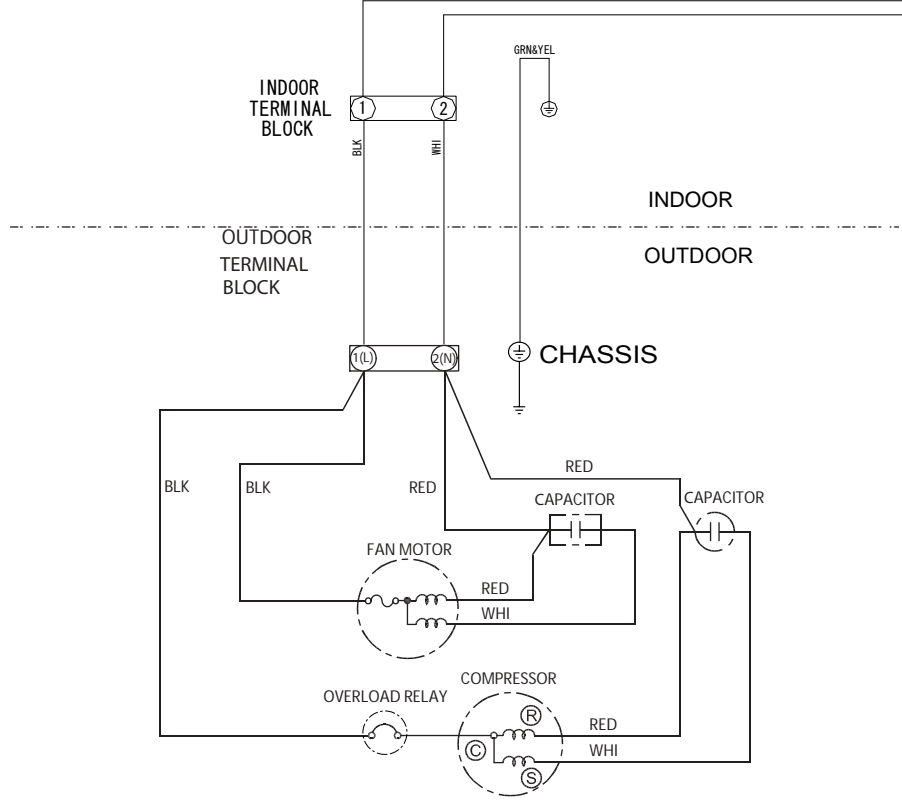 GRN&YEL
INDOOR
TERMINAL
BLOCK
1
2
BLK
WHI
INDOOR
OUTDOOR
TERMINAL
BLOCK
OUTDOOR
1(L)
2(N)
CHASSIS
RED
BLK
BLK
RED
CAPACITOR
CAPACITOR
FAN MOTOR
RED
WHI
COMPRESSOR
OVERLOAD RELAY
R
RED
C
WHI
S